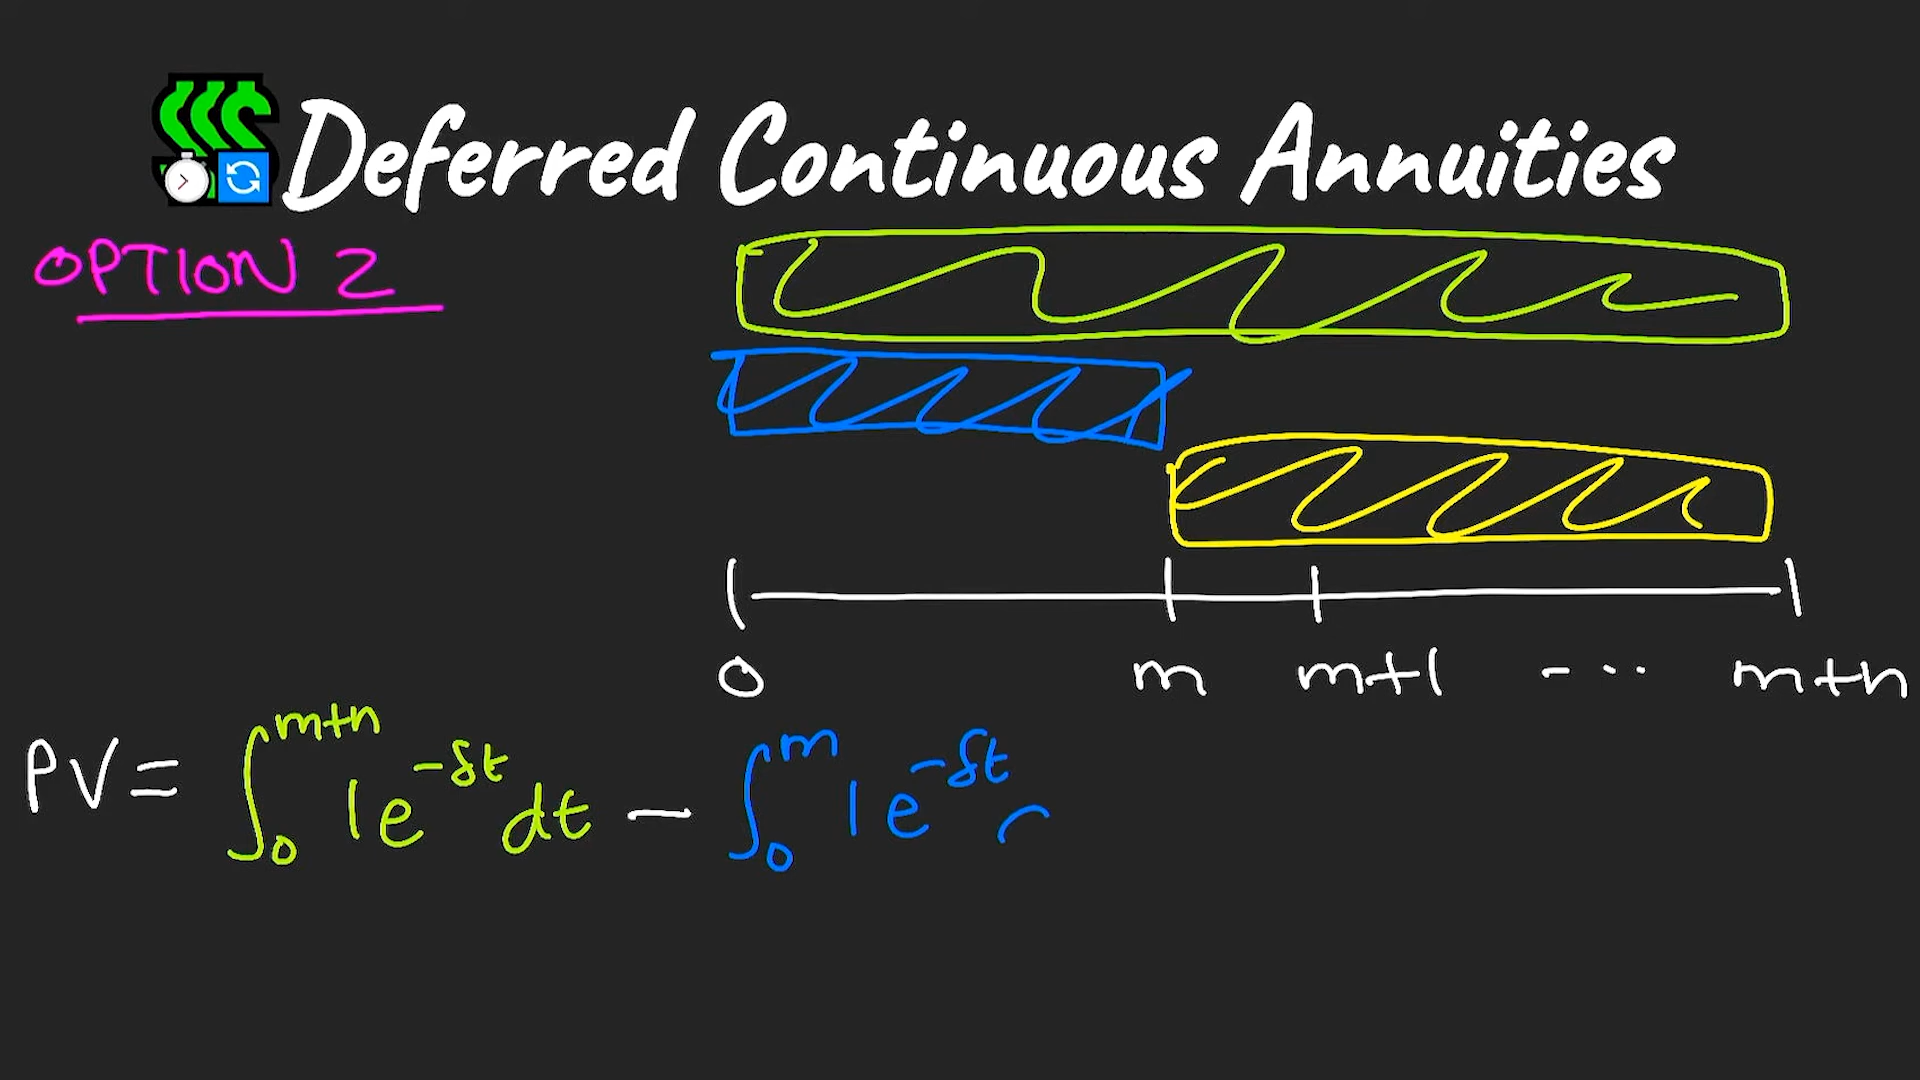 Deferred Continuous Annuities
OPTION 2
0 m m+1 - ... m+n
PV = ∫₀^{m+n} 1e^{-δt} dt - ∫₀^{m} 1e^{-δt}